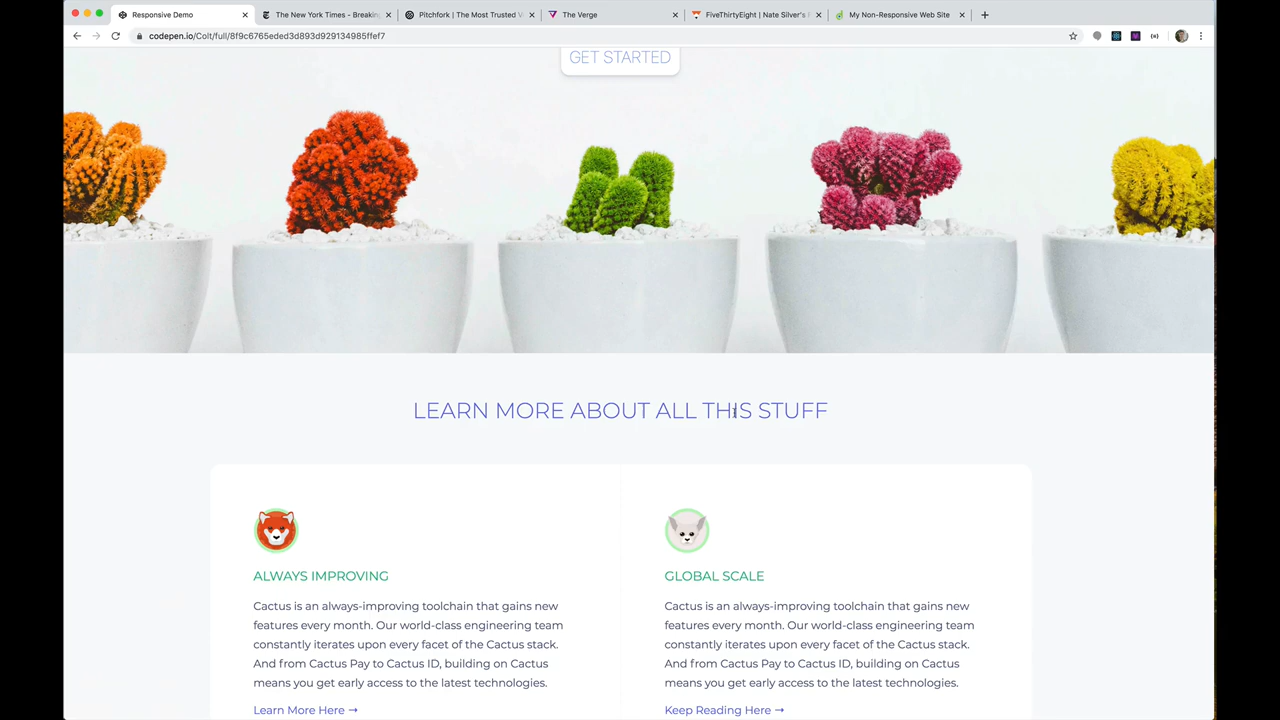 Responsive Demo
The New York Times - Breaking
Pitchfork | The Most Trusted V
The Verge
FiveThirtyEight | Nate Silver's
My Non-Responsive Web Site
codepen.io/Colt/full/8f9c6765eded3d893d929134985ffef7
GET STARTED
LEARN MORE ABOUT ALL THIS STUFF
ALWAYS IMPROVING
Cactus is an always-improving toolchain that gains new
features every month. Our world-class engineering team
constantly iterates upon every facet of the Cactus stack.
And from Cactus Pay to Cactus ID, building on Cactus
means you get early access to the latest technologies.
Learn More Here →
GLOBAL SCALE
Cactus is an always-improving toolchain that gains new
features every month. Our world-class engineering team
constantly iterates upon every facet of the Cactus stack.
And from Cactus Pay to Cactus ID, building on Cactus
means you get early access to the latest technologies.
Keep Reading Here →